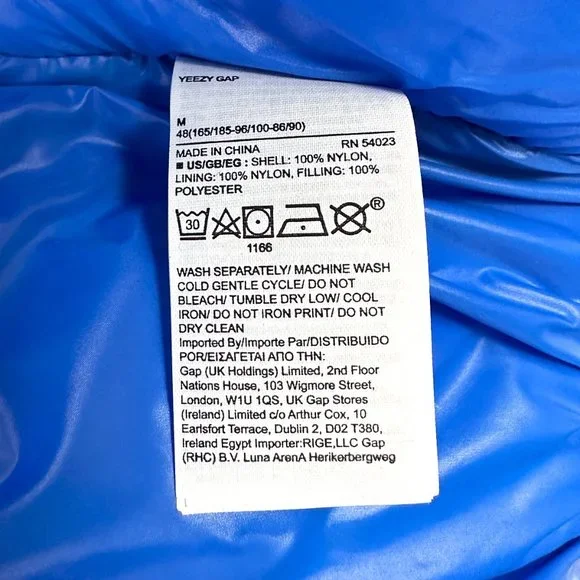 YEEZY GAP
M
48(165/185-96/100-86/90)
MADE IN CHINA RN 54023
■ US/GB/EG : SHELL: 100% NYLON,
LINING: 100% NYLON, FILLING: 100%
POLYESTER
30 ®
1166
WASH SEPARATELY/ MACHINE WASH
COLD GENTLE CYCLE/ DO NOT
BLEACH/ TUMBLE DRY LOW/ COOL
IRON/ DO NOT IRON PRINT/ DO NOT
DRY CLEAN
Imported By/Importe Par/DISTRIBUIDO
POR/ΕΙΣΑΓΕΤΑΙ ΑΠΟ ΤΗΝ:
Gap (UK Holdings) Limited, 2nd Floor
Nations House, 103 Wigmore Street,
London, W1U 1QS, UK Gap Stores
(Ireland) Limited c/o Arthur Cox, 10
Earlsfort Terrace, Dublin 2, D02 T380,
Ireland Egypt Importer:RIGE,LLC Gap
(RHC) B.V. Luna ArenA Herikerbergweg